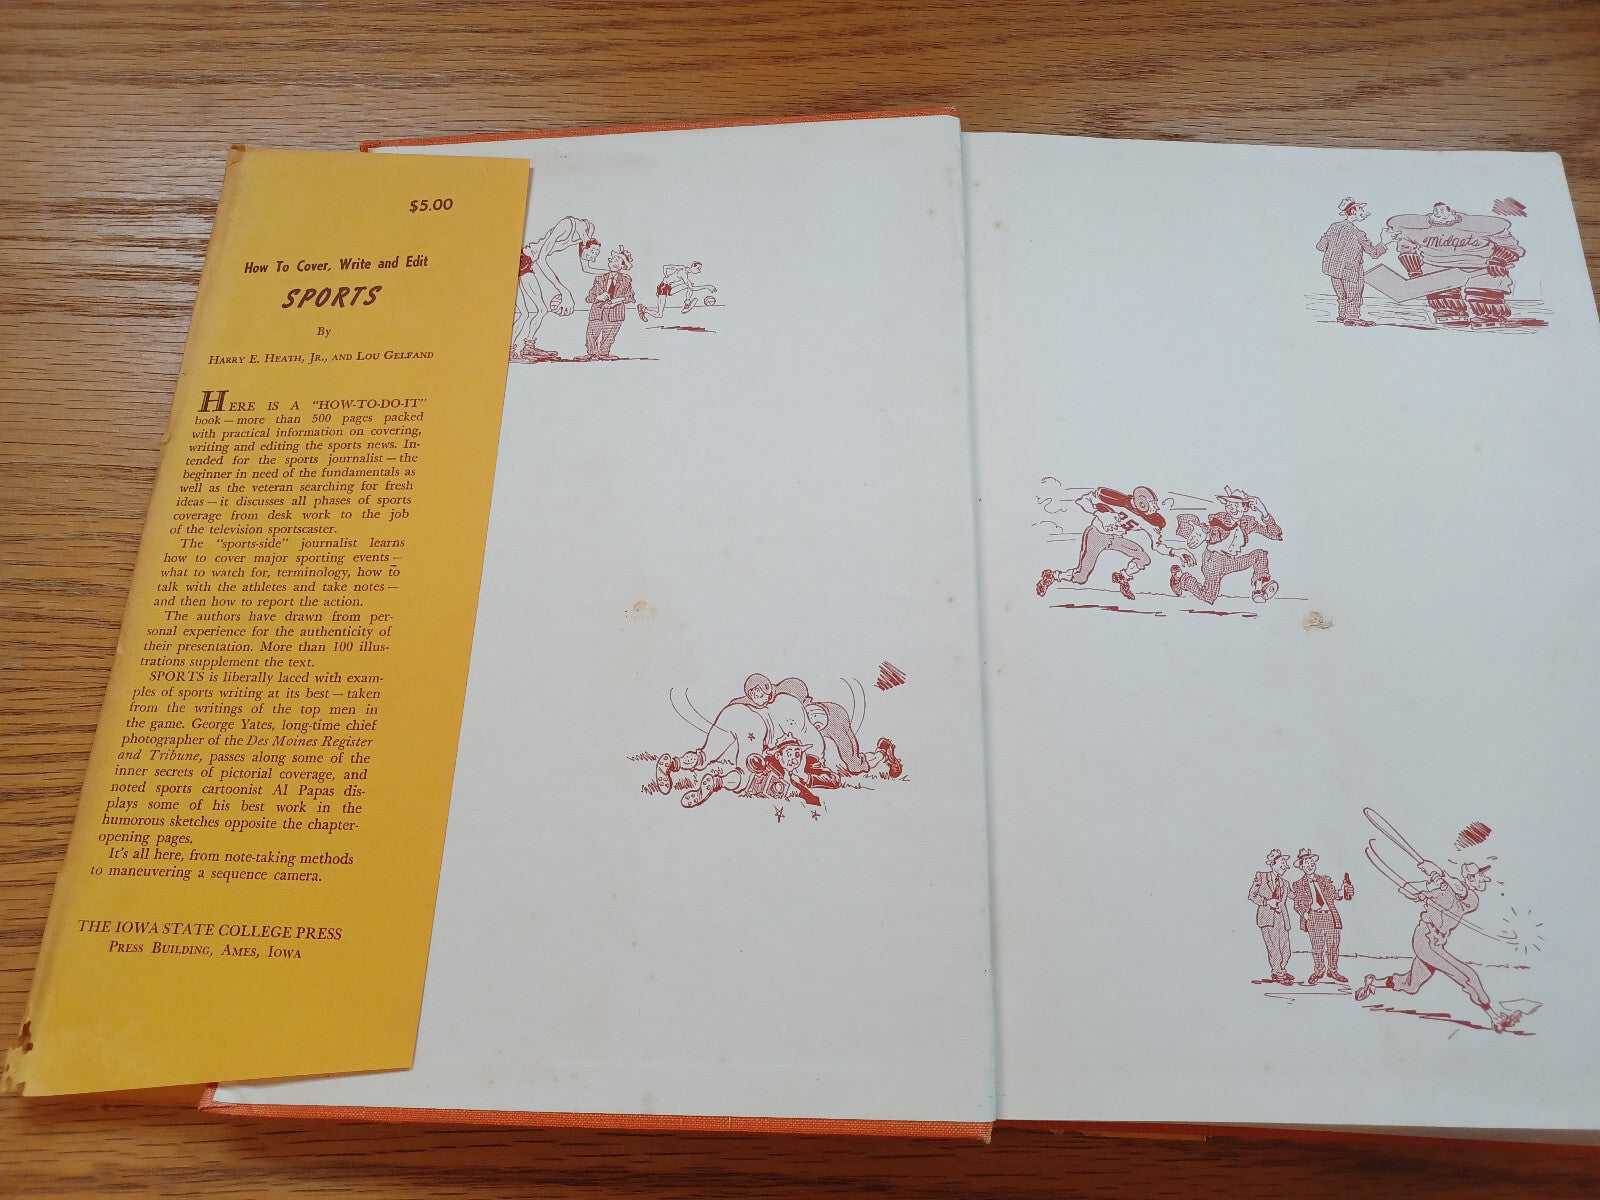 $5.00
How To Cover, Write and Edit
SPORTS
By
Harry E. Heath, Jr., and Lou Gelfand
HERE IS A "HOW-TO-DO-IT"
book — more than 500 pages packed
with practical information on covering,
writing and editing the sports news. In-
tended for the sports journalist — the
beginner in need of the fundamentals as
well as the veteran searching for fresh
ideas — it discusses all phases of sports
coverage from desk work to the job
of the television sportscaster.
The "sports-side" journalist learns
how to cover major sporting events —
what to watch for, terminology, how to
talk with the athletes and take notes —
and then how to report the action.
The authors have drawn from per-
sonal experience for the authenticity of
their presentation. More than 100 illus-
trations supplement the text.
SPORTS is liberally laced with exam-
ples of sports writing at its best — taken
from the writings of the top men in
the game. George Yates, long-time chief
photographer of the Des Moines Register
and Tribune, passes along some of the
inner secrets of pictorial coverage, and
noted sports cartoonist Al Papas dis-
plays some of his best work in the
humorous sketches opposite the chapter-
opening pages.
It's all here, from note-taking methods
to maneuvering a sequence camera.
THE IOWA STATE COLLEGE PRESS
Press Building, Ames, Iowa
Midgets